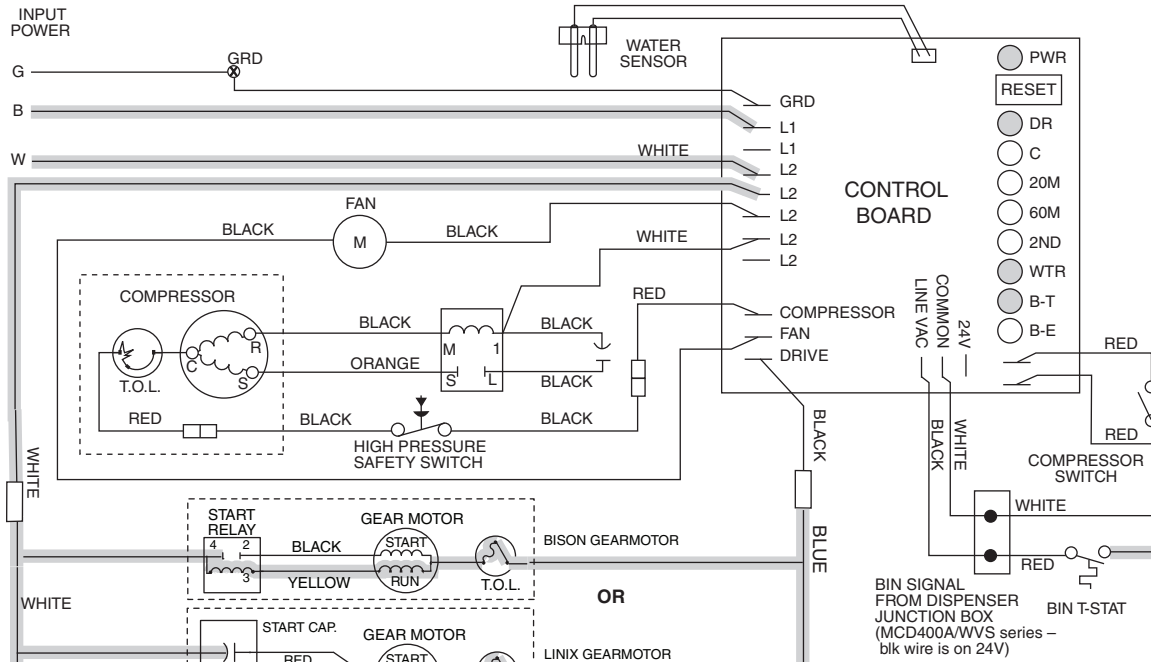 INPUT
POWER
G
GRD
B
W
WATER
SENSOR
WHITE
GRD
L1
L1
L2
L2
L2
L2
L2
CONTROL
BOARD
PWR
RESET
DR
C
20M
60M
2ND
WTR
B-T
B-E
FAN
M
BLACK
BLACK
WHITE
COMPRESSOR
R
C
S
T.O.L.
BLACK
ORANGE
M
1
S
L
BLACK
BLACK
RED
RED
BLACK
HIGH PRESSURE
SAFETY SWITCH
BLACK
COMPRESSOR
FAN
DRIVE
LINE VAC
COMMON
24V
BLACK
WHITE
RED
RED
COMPRESSOR
SWITCH
WHITE
BLACK
BLUE
START
RELAY
4
2
3
BLACK
YELLOW
GEAR MOTOR
START
RUN
T.O.L.
BISON GEARMOTOR
OR
WHITE
RED
BIN T-STAT
BIN SIGNAL
FROM DISPENSER
JUNCTION BOX
(MCD400A/WVS series –
blk wire is on 24V)
WHITE
START CAP.
RED
GEAR MOTOR
START
LINIX GEARMOTOR